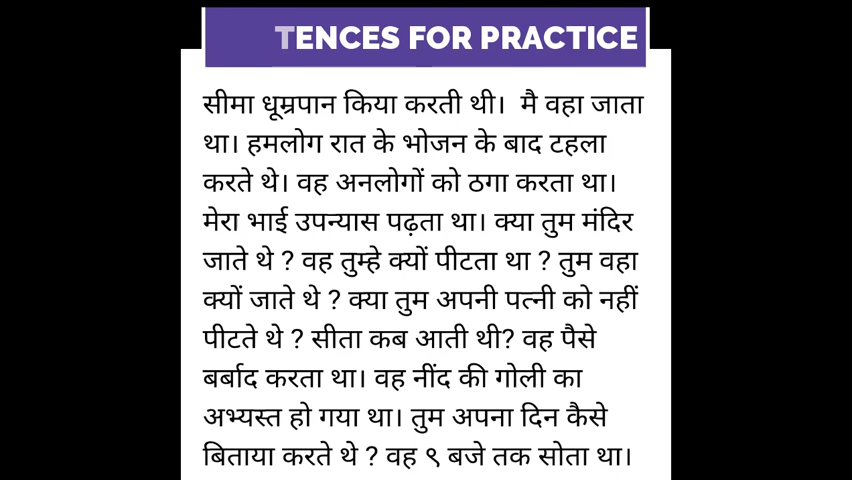 TENCES FOR PRACTICE
सीमा धूम्रपान किया करती थी। मै वहा जाता
था। हमलोग रात के भोजन के बाद टहला
करते थे। वह अनलोगों को ठगा करता था।
मेरा भाई उपन्यास पढ़ता था। क्या तुम मंदिर
जाते थे ? वह तुम्हे क्यों पीटता था ? तुम वहा
क्यों जाते थे ? क्या तुम अपनी पत्नी को नहीं
पीटते थे ? सीता कब आती थी? वह पैसे
बर्बाद करता था। वह नींद की गोली का
अभ्यस्त हो गया था। तुम अपना दिन कैसे
बिताया करते थे ? वह ९ बजे तक सोता था।